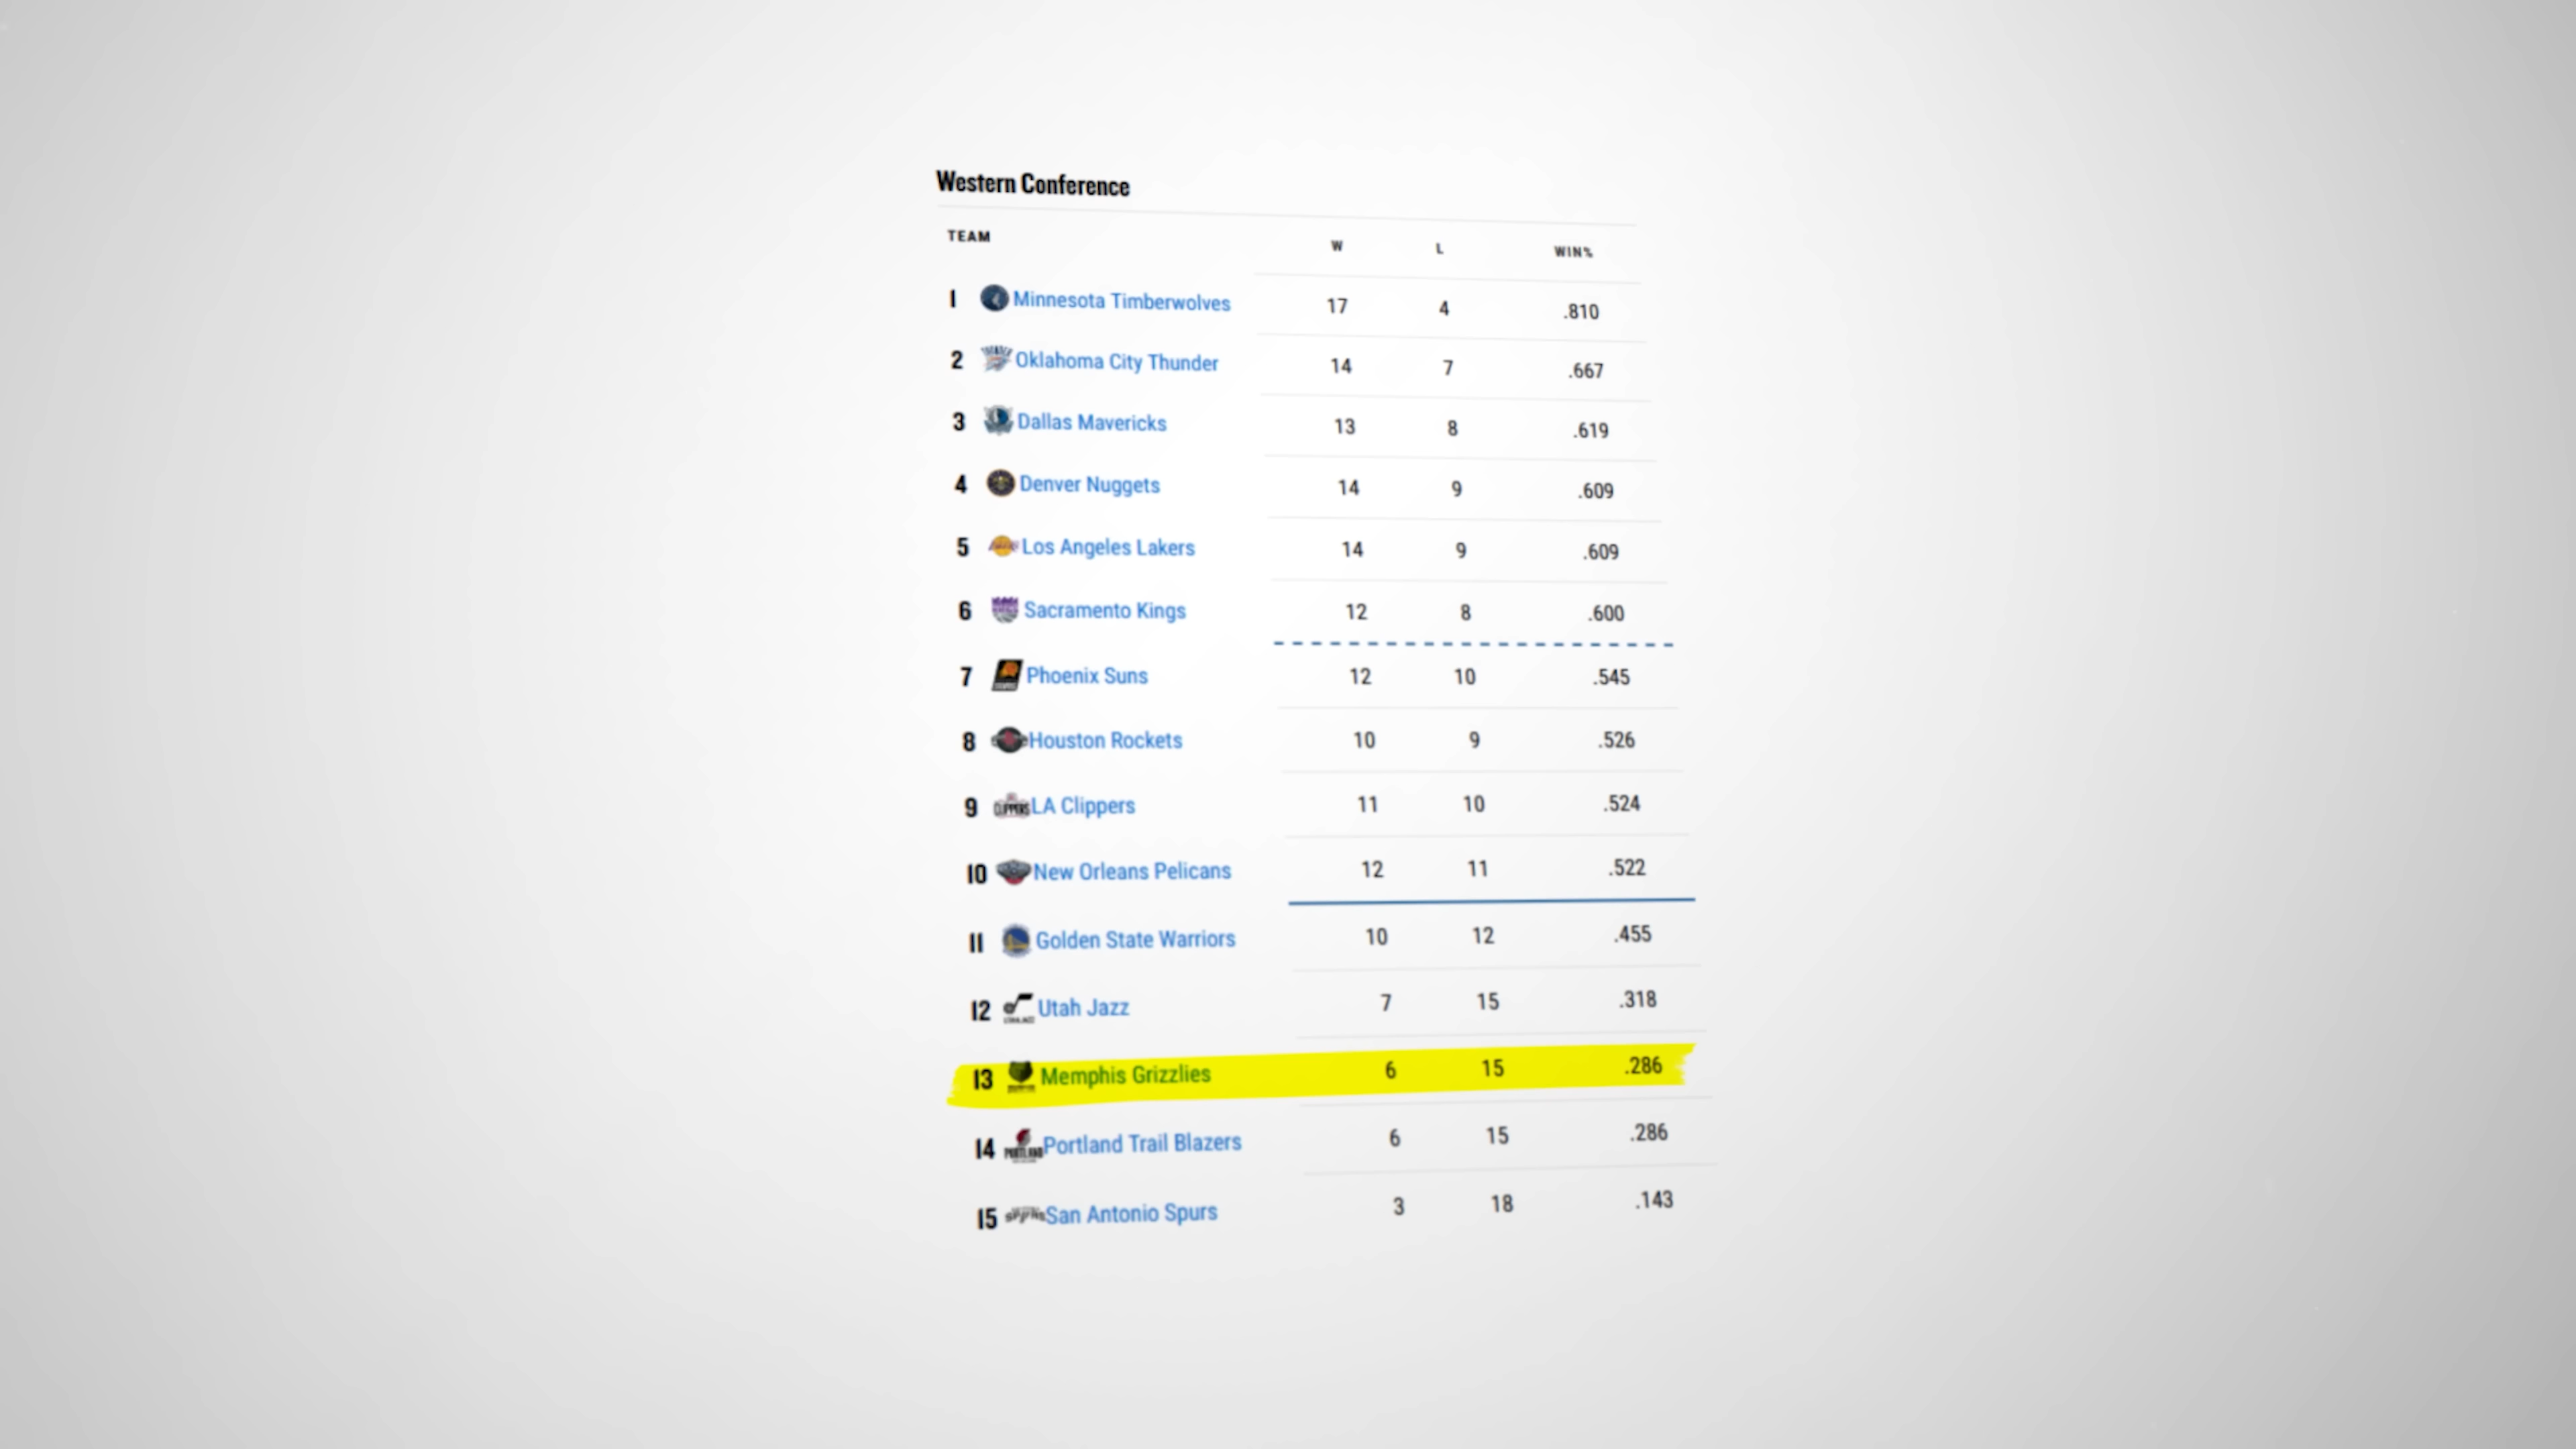 Western Conference
TEAM W L WIN%
1 Minnesota Timberwolves 17 4 .810
2 Oklahoma City Thunder 14 7 .667
3 Dallas Mavericks 13 8 .619
4 Denver Nuggets 14 9 .609
5 Los Angeles Lakers 14 9 .609
6 Sacramento Kings 12 8 .600
7 Phoenix Suns 12 10 .545
8 Houston Rockets 10 9 .526
9 CLIPPERS LA Clippers 11 10 .524
10 New Orleans Pelicans 12 11 .522
11 Golden State Warriors 10 12 .455
12 Utah Jazz 7 15 .318
13 Memphis Grizzlies 6 15 .286
14 PORTLAND Portland Trail Blazers 6 15 .286
15 SPURS San Antonio Spurs 3 18 .143